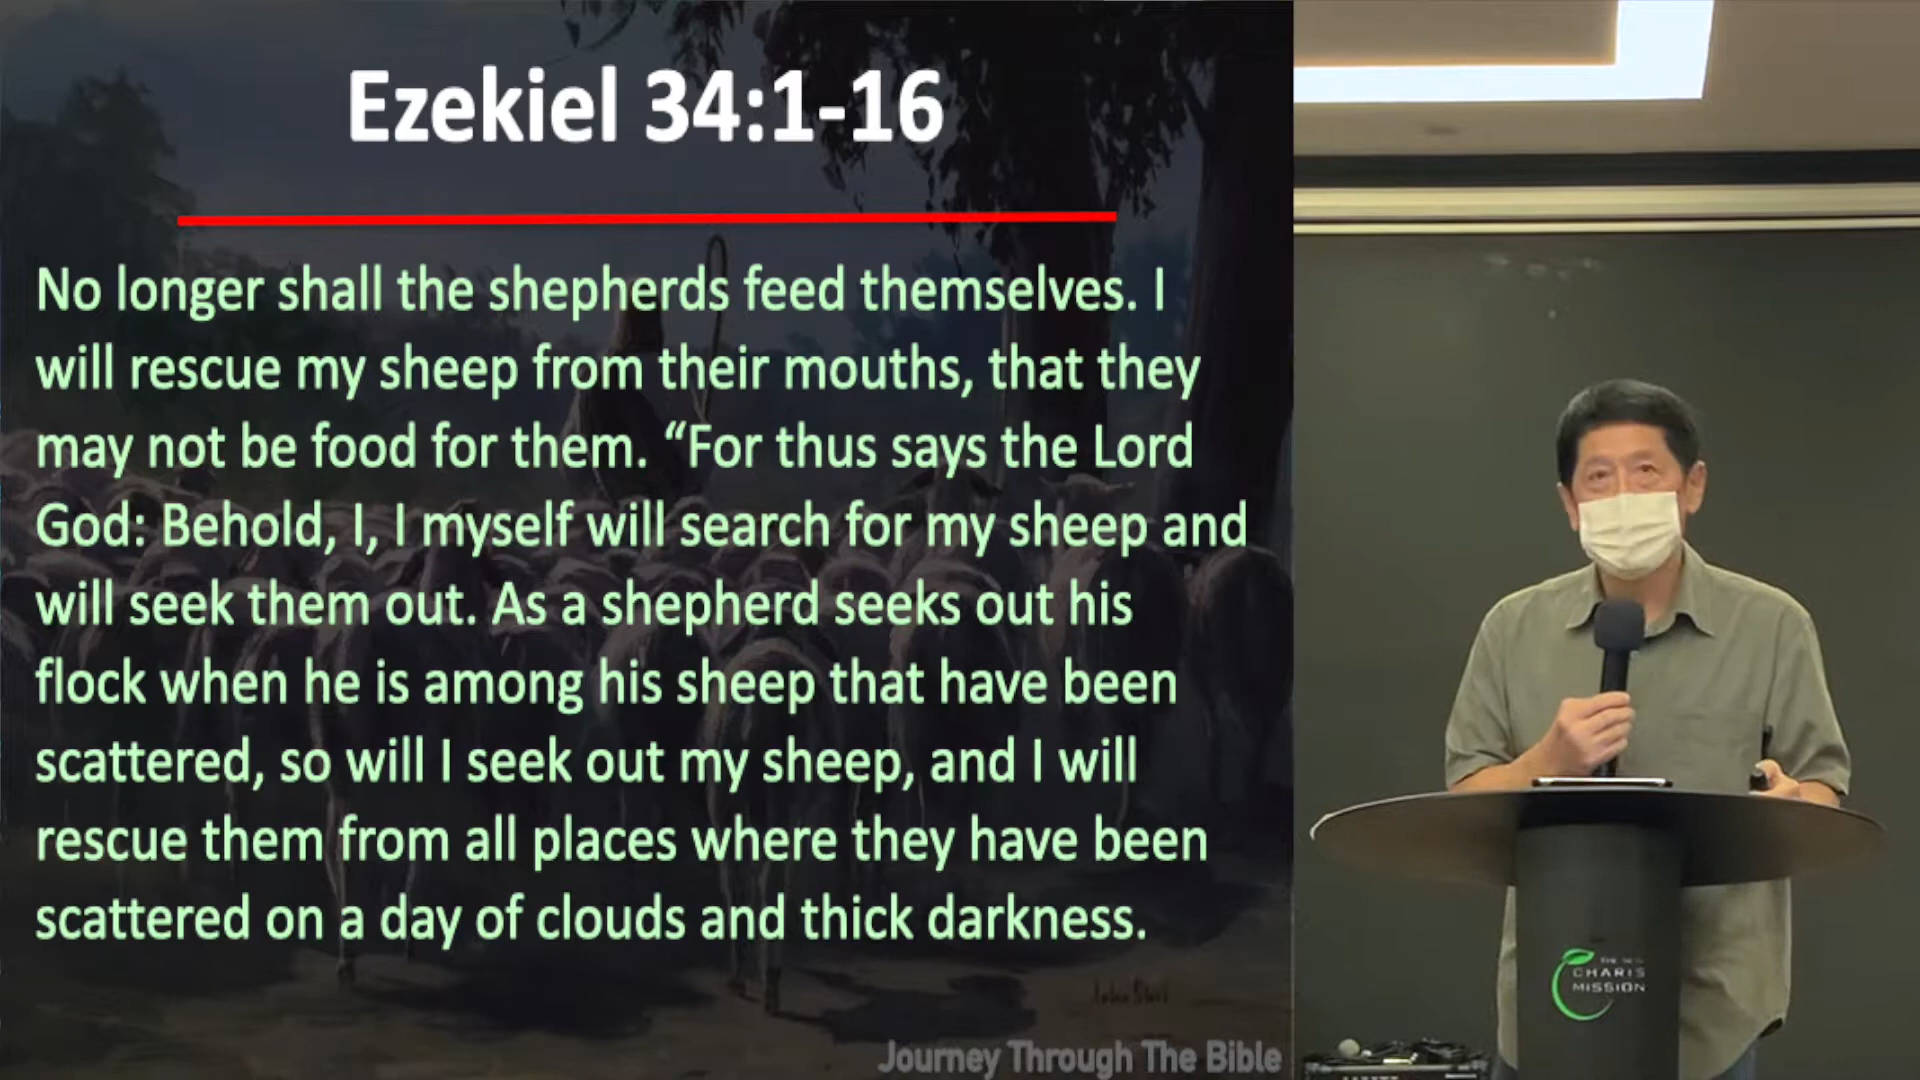 Ezekiel 34:1-16
No longer shall the shepherds feed themselves. I
will rescue my sheep from their mouths, that they
may not be food for them. “For thus says the Lord
God: Behold, I, I myself will search for my sheep and
will seek them out. As a shepherd seeks out his
flock when he is among his sheep that have been
scattered, so will I seek out my sheep, and I will
rescue them from all places where they have been
scattered on a day of clouds and thick darkness.
Journey Through The Bible
THE NEW
CHARIS
MISSION